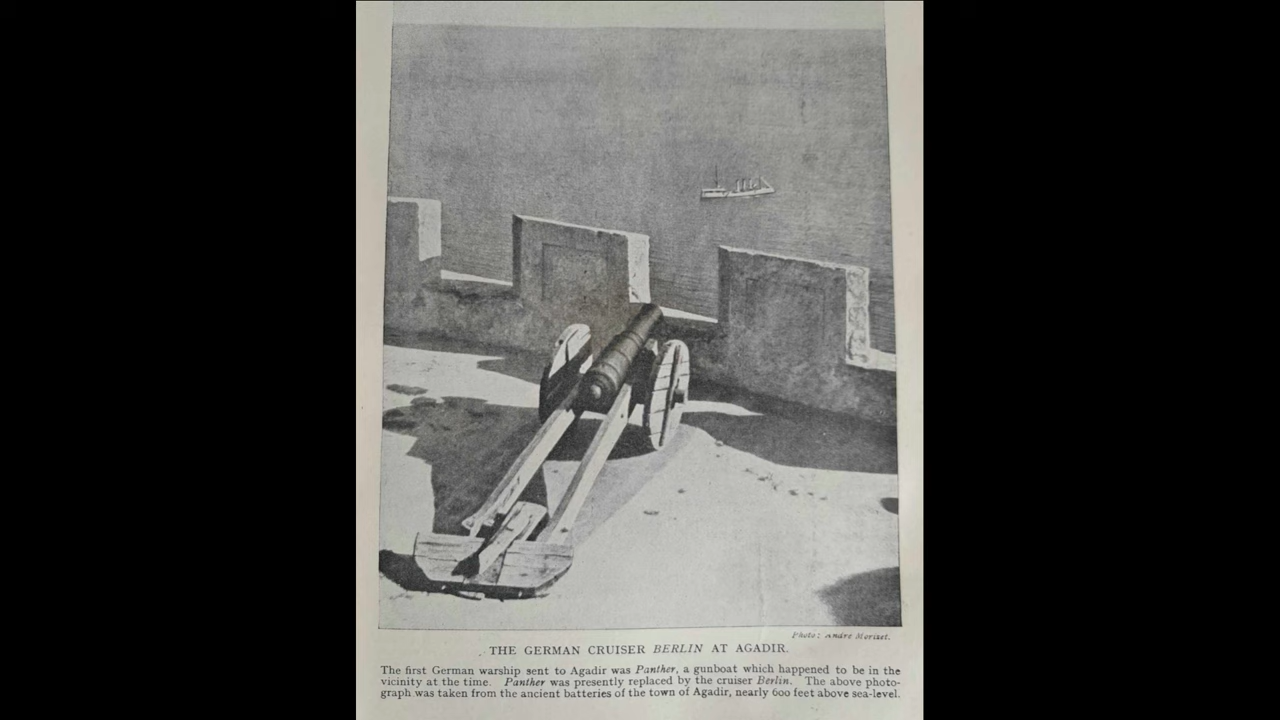 Photo: André Morizet.
THE GERMAN CRUISER BERLIN AT AGADIR.
The first German warship sent to Agadir was Panther, a gunboat which happened to be in the
vicinity at the time. Panther was presently replaced by the cruiser Berlin. The above photo-
graph was taken from the ancient batteries of the town of Agadir, nearly 600 feet above sea-level.